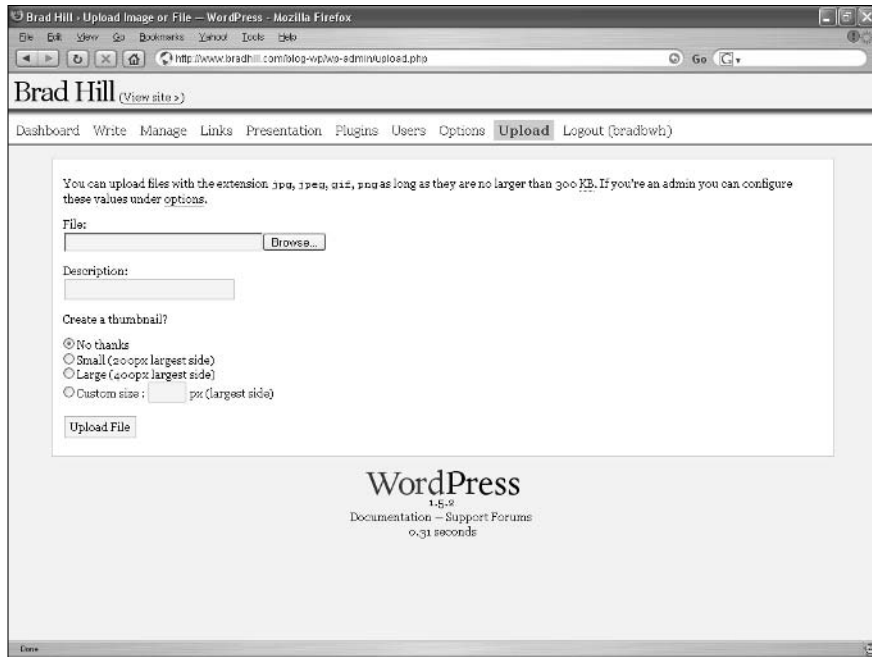 Brad Hill › Upload Image or File — WordPress - Mozilla Firefox
File Edit View Go Bookmarks Yahoo! Tools Help
http://www.bradhill.com/blog-wp/wp-admin/upload.php Go
Brad Hill (View site »)
Dashboard Write Manage Links Presentation Plugins Users Options Upload Logout (bradbwh)
You can upload files with the extension jpg, jpeg, gif, png as long as they are no larger than 300 KB. If you're an admin you can configure
these values under options.
File:
Browse...
Description:
Create a thumbnail?
No thanks
Small (200px largest side)
Large (400px largest side)
Custom size : px (largest side)
Upload File
WordPress
1.5.2
Documentation — Support Forums
0.31 seconds
Done